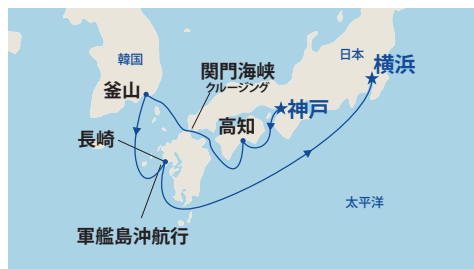 韓国
日本
関門海峡
クルージング
横浜
釜山
神戸
高知
長崎
太平洋
軍艦島沖航行